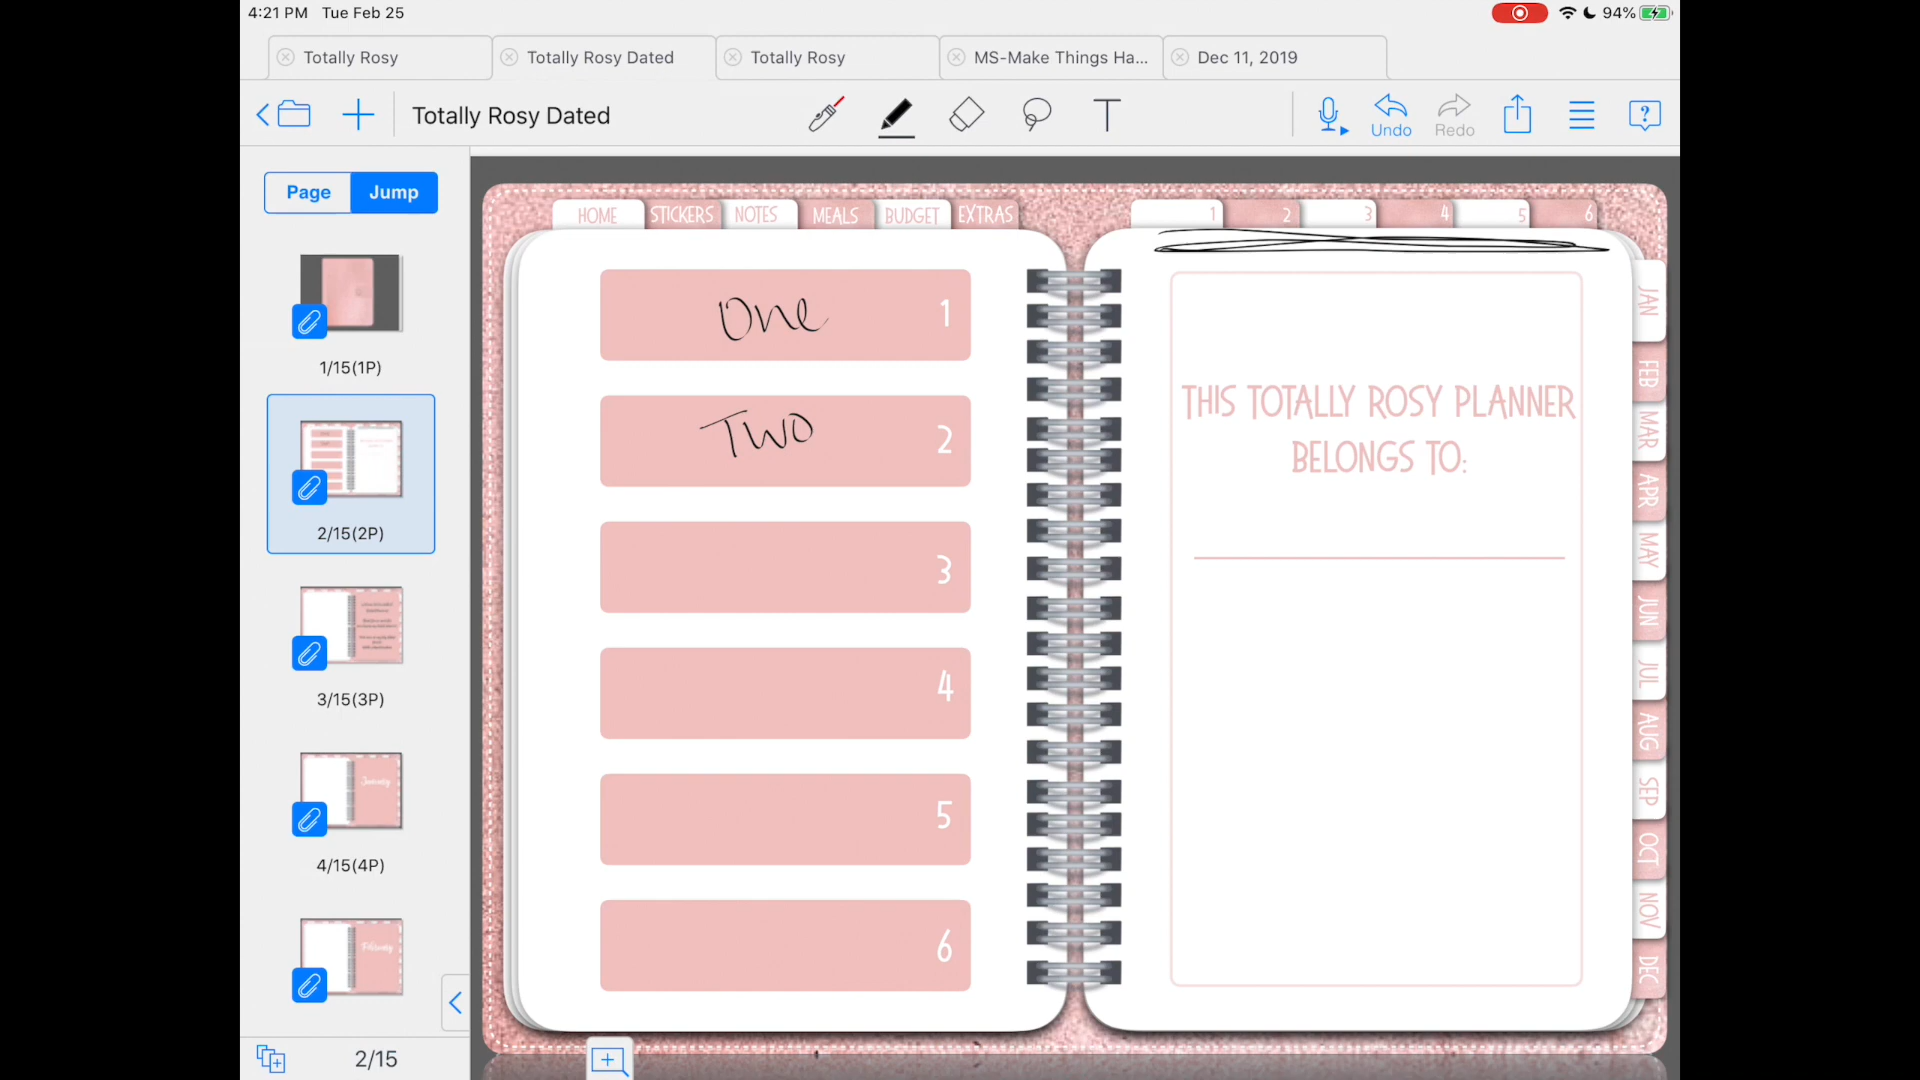 4:21 PM Tue Feb 25 94%
Totally Rosy Totally Rosy Dated Totally Rosy MS-Make Things Ha... Dec 11, 2019
Totally Rosy Dated T Undo Redo ?
Page Jump
1/15(1P)
2/15(2P)
3/15(3P)
January
4/15(4P)
February
2/15
HOME STICKERS NOTES MEALS BUDGET EXTRAS
1 2 3 4 5 6
One 1
Two 2
3
4
5
6
THIS TOTALLY ROSY PLANNER
BELONGS TO:
JAN
FEB
MAR
APR
MAY
JUN
JUL
AUG
SEP
OCT
NOV
DEC